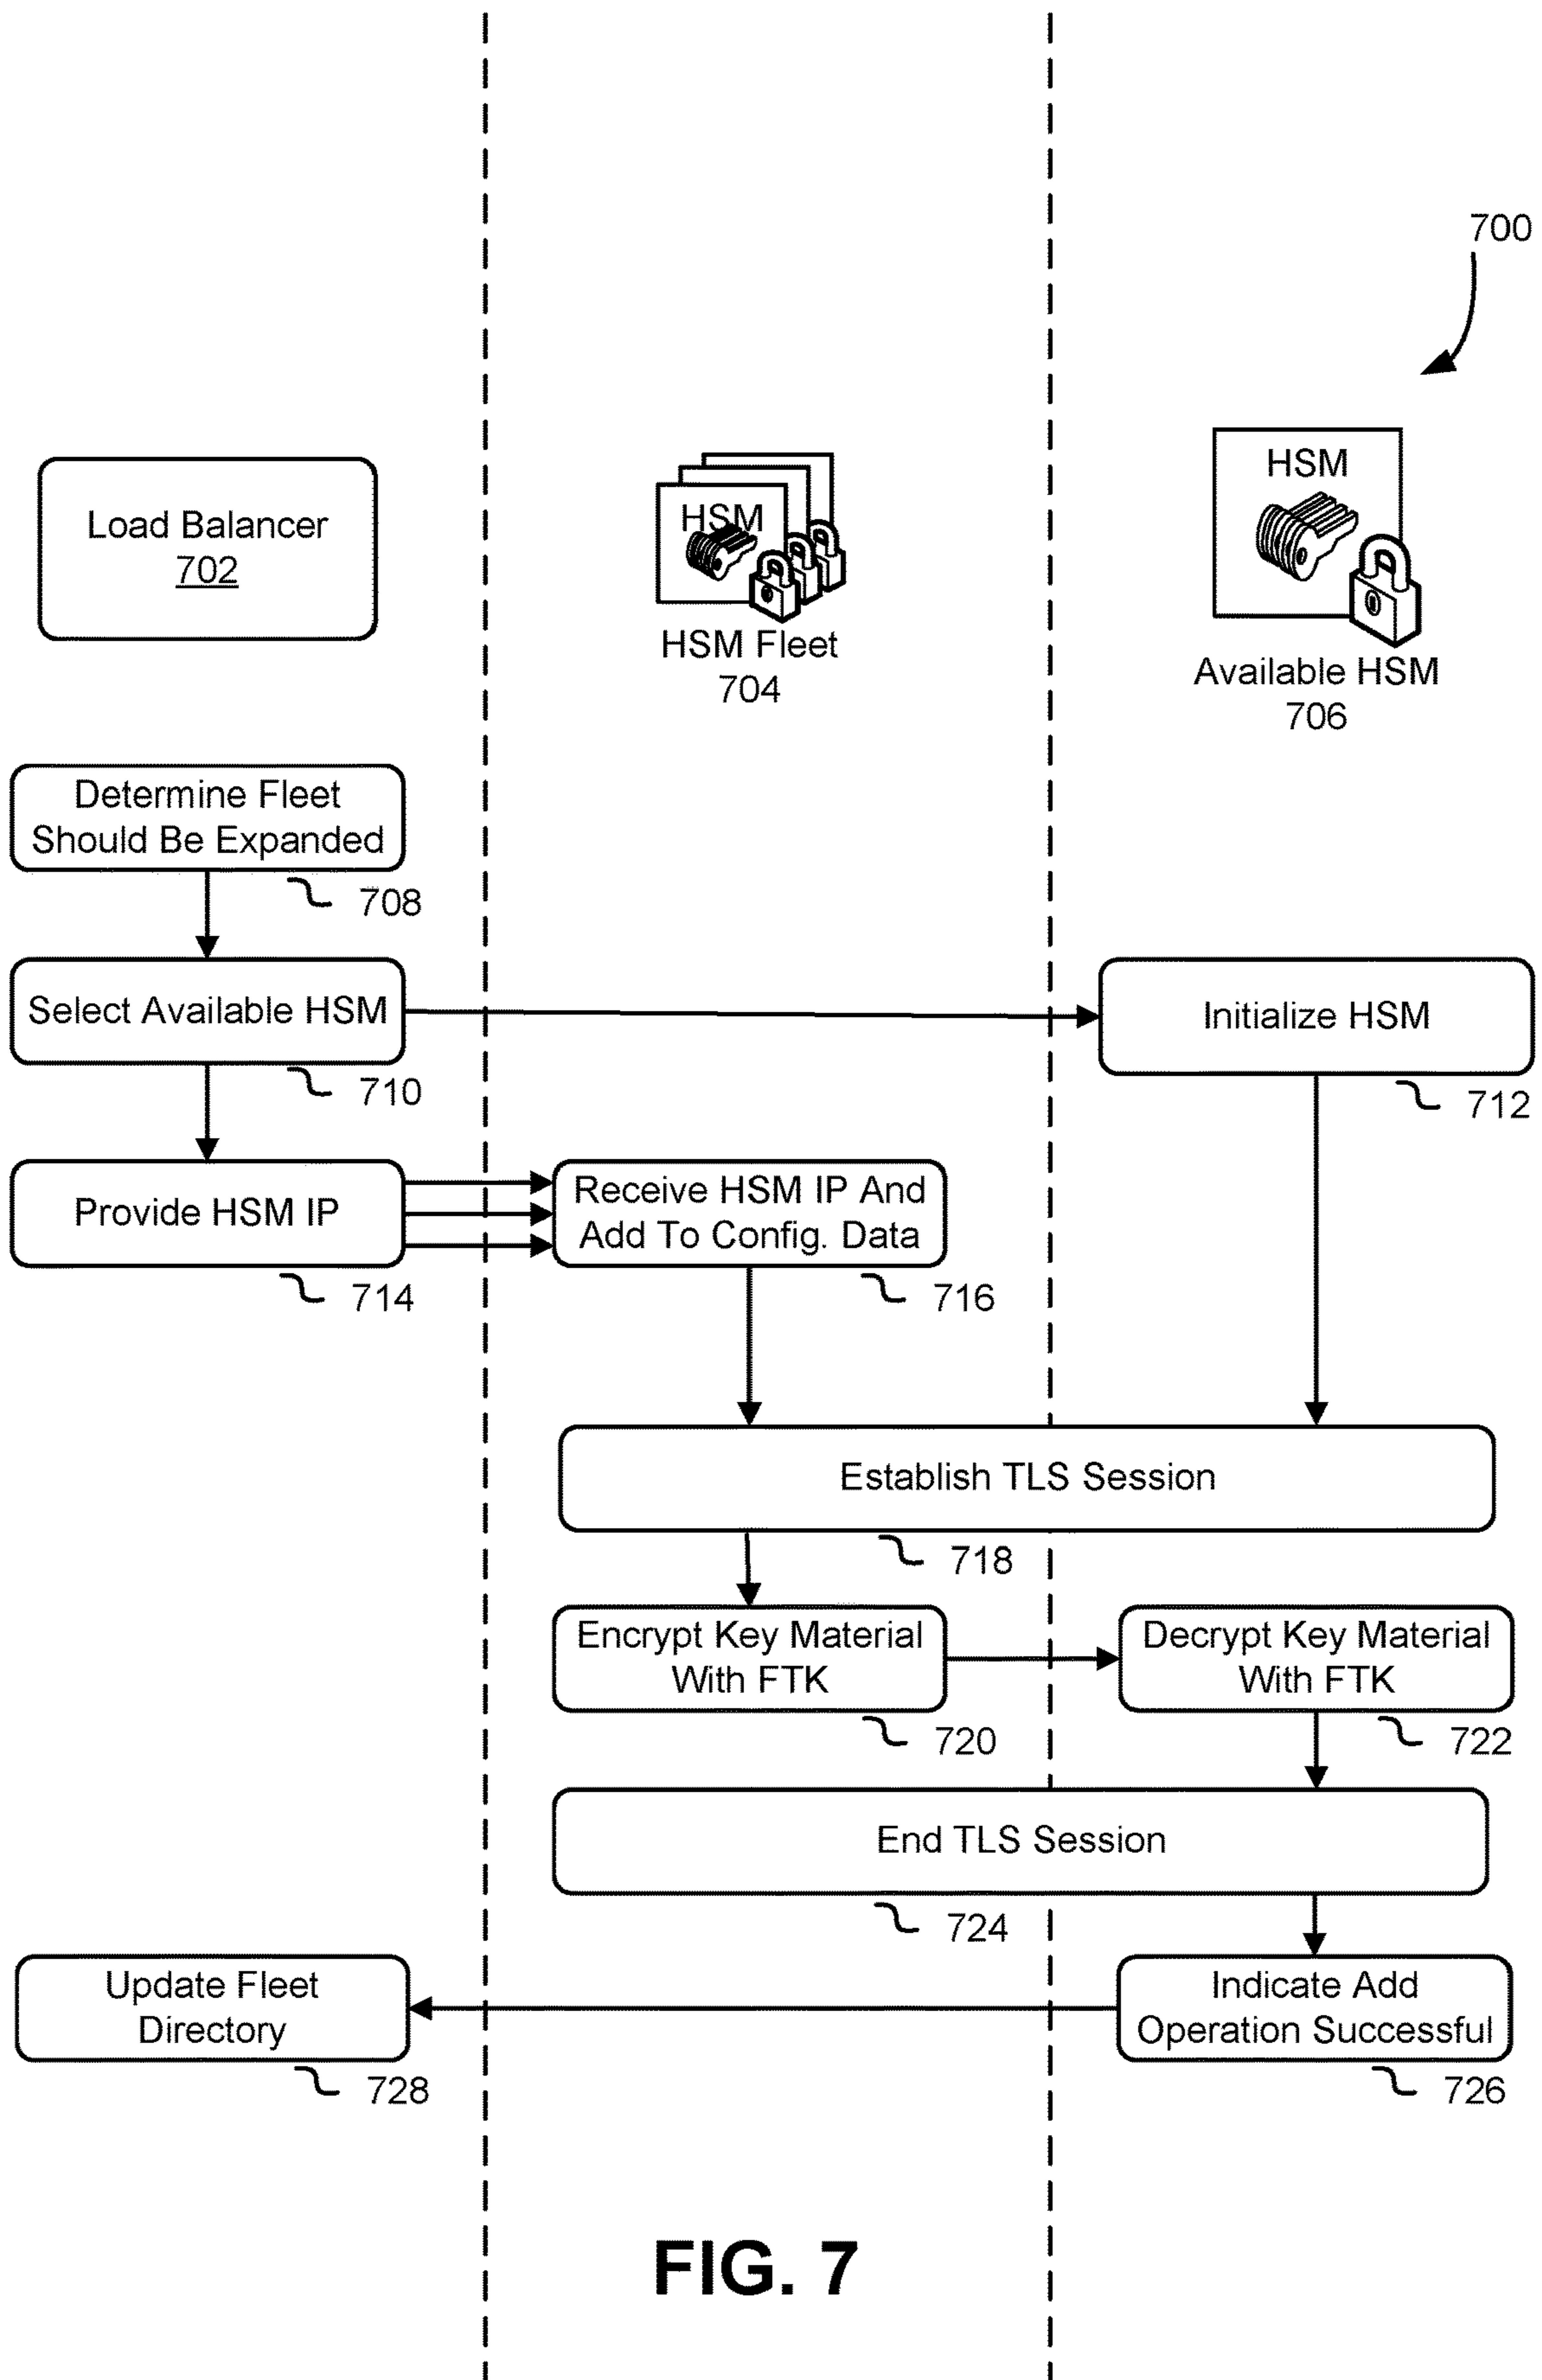 700
Load Balancer
702
HSM
HSM Fleet
704
HSM
Available HSM
706
Determine Fleet
Should Be Expanded
708
Select Available HSM
710
Initialize HSM
712
Provide HSM IP
714
Receive HSM IP And
Add To Config. Data
716
Establish TLS Session
718
Encrypt Key Material
With FTK
720
Decrypt Key Material
With FTK
722
End TLS Session
724
Update Fleet
Directory
728
Indicate Add
Operation Successful
726
FIG. 7